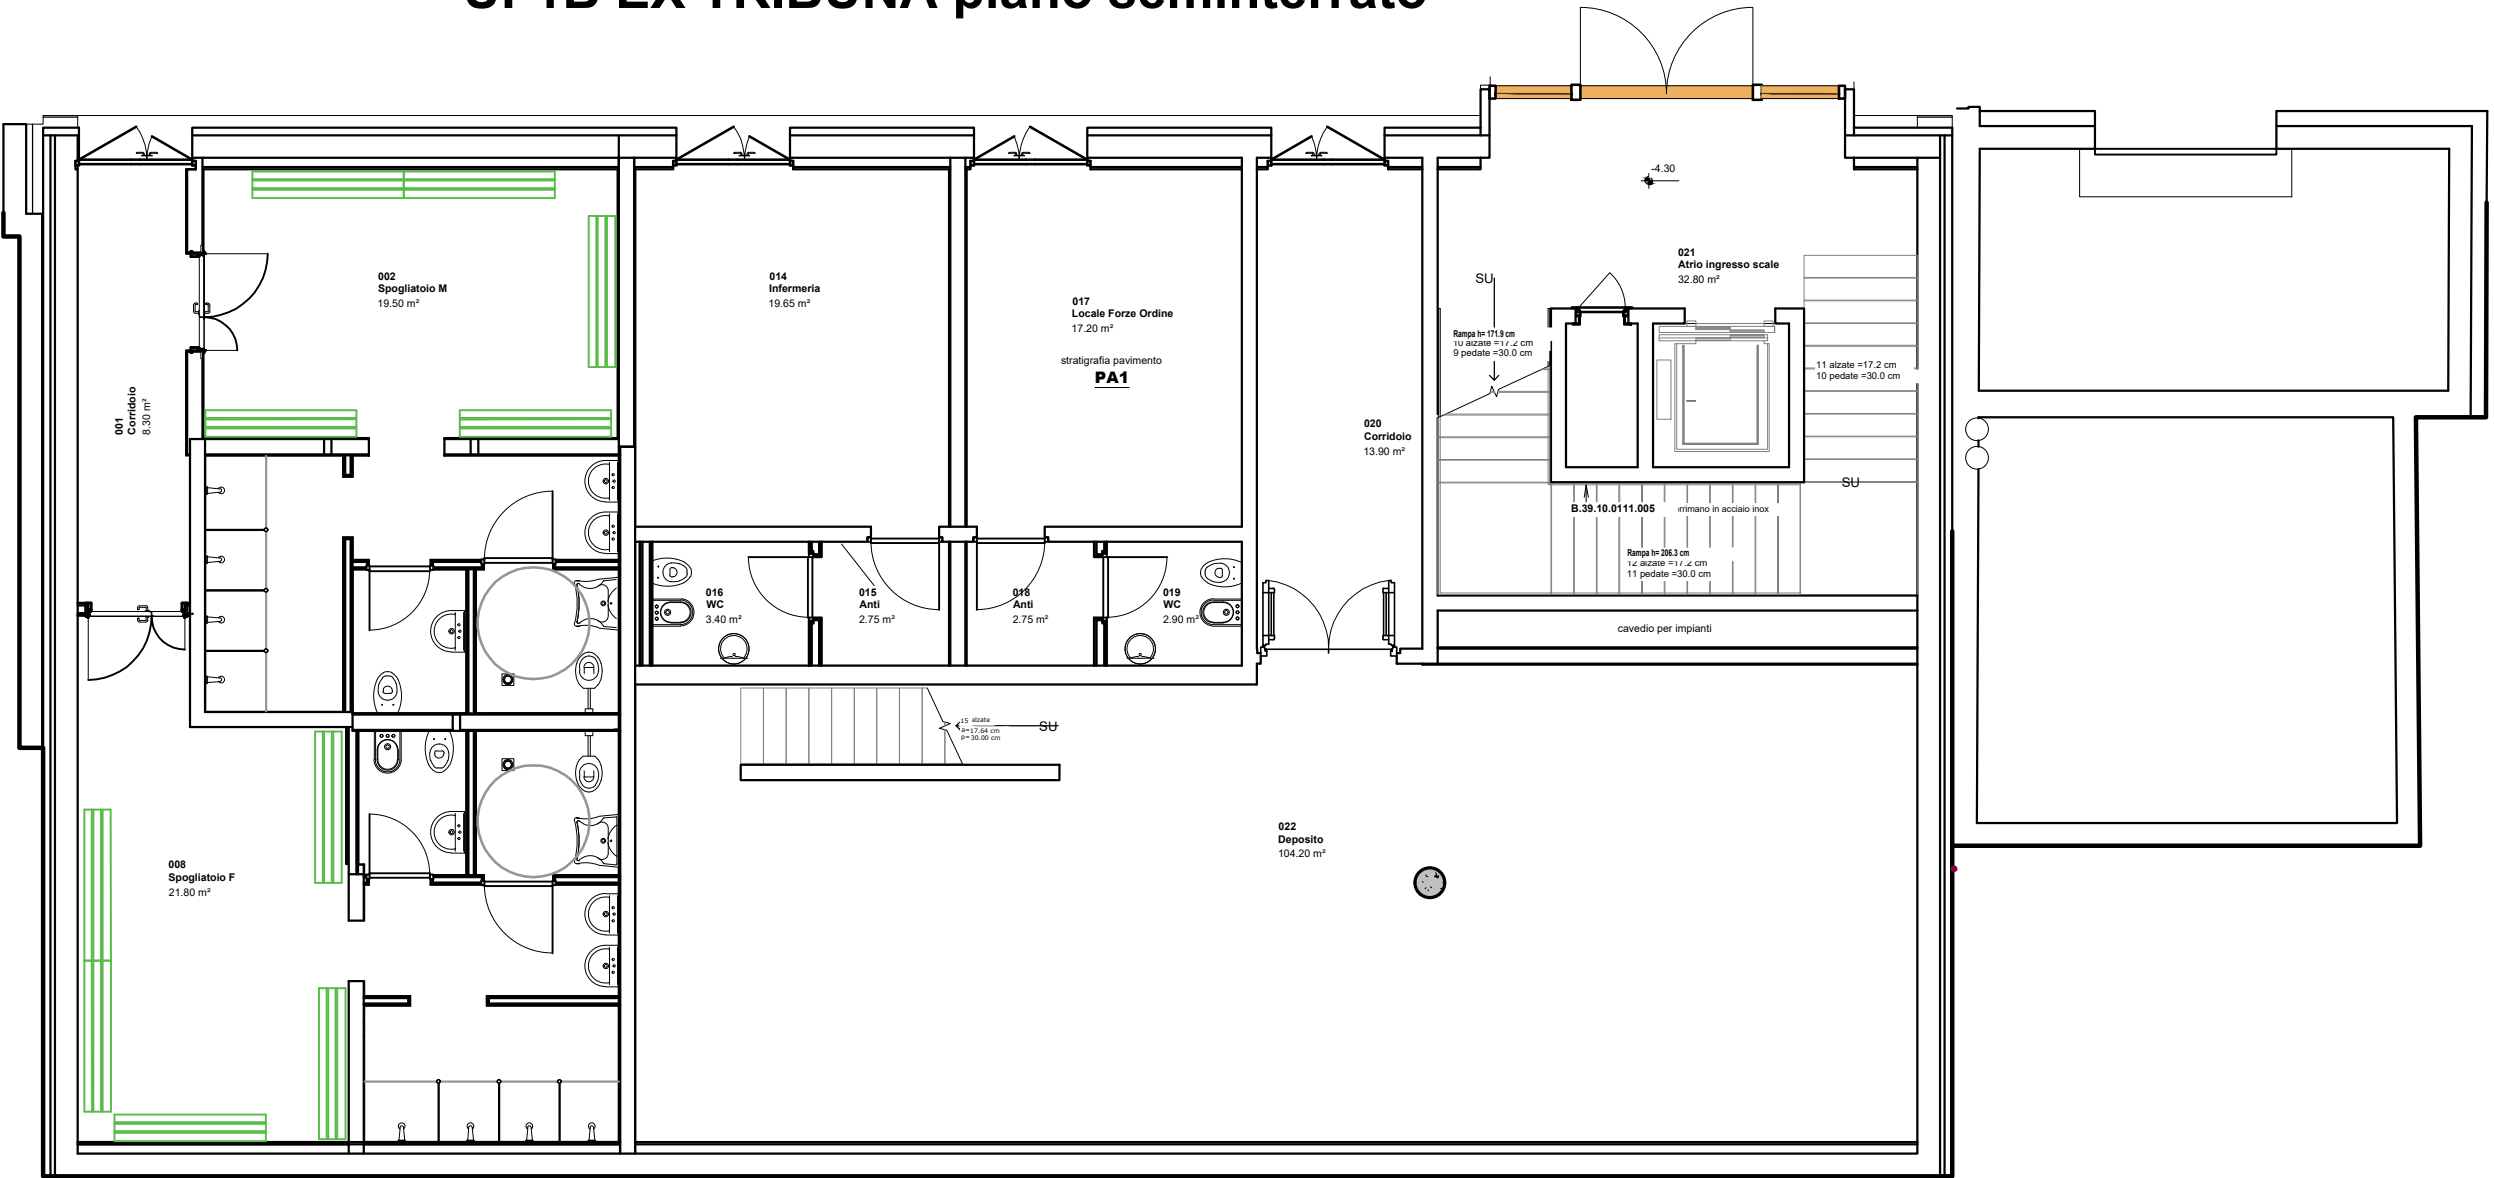 -4.30
002
Spogliatoio M
19.50 m²
014
Infermeria
19.65 m²
017
Locale Forze Ordine
17.20 m²
stratigrafia pavimento
PA1
SU
021
Atrio ingresso scale
32.80 m²
Rampa h= 171.9 cm
10 alzate =17.2 cm
9 pedate =30.0 cm
11 alzate =17.2 cm
10 pedate =30.0 cm
001
Corridoio
8.30 m²
020
Corridoio
13.90 m²
SU
B.39.10.0111.005
rrimano in acciaio inox
Rampa h= 206.3 cm
12 alzate =17.2 cm
11 pedate =30.0 cm
016
WC
3.40 m²
015
Anti
2.75 m²
018
Anti
2.75 m²
019
WC
2.90 m²
cavedio per impianti
15 alzate
a=17.64 cm
p=30.00 cm
SU
022
Deposito
104.20 m²
008
Spogliatoio F
21.80 m²